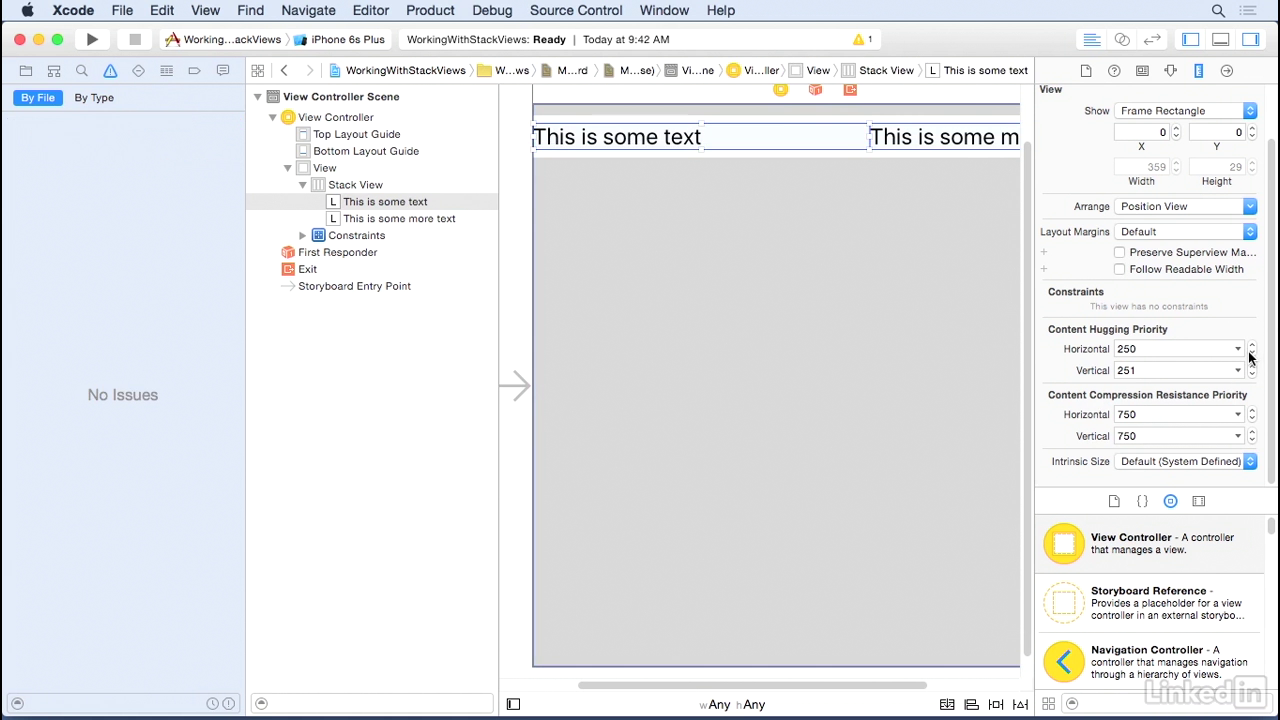 Xcode File Edit View Find Navigate Editor Product Debug Source Control Window Help
Working...ackViews iPhone 6s Plus WorkingWithStackViews: Ready | Today at 9:42 AM 1
WorkingWithStackViews W...ws M...rd M...se) Vi...ne Vi...ller View Stack View L This is some text
By File By Type
No Issues
View Controller Scene
View Controller
Top Layout Guide
Bottom Layout Guide
View
Stack View
L This is some text
L This is some more text
Constraints
First Responder
Exit
Storyboard Entry Point
This is some text This is some m
wAny hAny
View
Show Frame Rectangle
0 0
X Y
359 29
Width Height
Arrange Position View
Layout Margins Default
Preserve Superview Ma...
Follow Readable Width
Constraints
This view has no constraints
Content Hugging Priority
Horizontal 250
Vertical 251
Content Compression Resistance Priority
Horizontal 750
Vertical 750
Intrinsic Size Default (System Defined)
{ }
View Controller - A controller
that manages a view.
Storyboard Reference -
Provides a placeholder for a view
controller in an external storybo...
Navigation Controller - A
controller that manages navigation
through a hierarchy of views.
Linked in